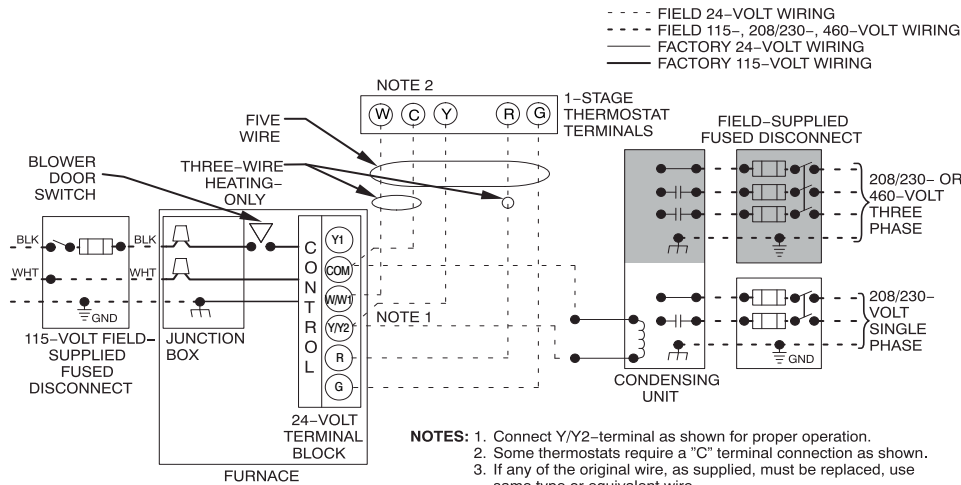 FIELD 24-VOLT WIRING
FIELD 115-, 208/230-, 460-VOLT WIRING
FACTORY 24-VOLT WIRING
FACTORY 115-VOLT WIRING
NOTE 2
W C Y R G
1-STAGE
THERMOSTAT
TERMINALS
FIVE
WIRE
THREE-WIRE
HEATING-
ONLY
BLOWER
DOOR
SWITCH
FIELD-SUPPLIED
FUSED DISCONNECT
208/230- OR
460-VOLT
THREE
PHASE
BLK
BLK
WHT
WHT
GND
CONTROL
Y1
COM
W/W1
Y/Y2
R
G
NOTE 1
115-VOLT FIELD-
SUPPLIED
FUSED
DISCONNECT
JUNCTION
BOX
24-VOLT
TERMINAL
BLOCK
FURNACE
208/230-
VOLT
SINGLE
PHASE
GND
CONDENSING
UNIT
NOTES: 1. Connect Y/Y2-terminal as shown for proper operation.
2. Some thermostats require a "C" terminal connection as shown.
3. If any of the original wire, as supplied, must be replaced, use
same type or equivalent wire.